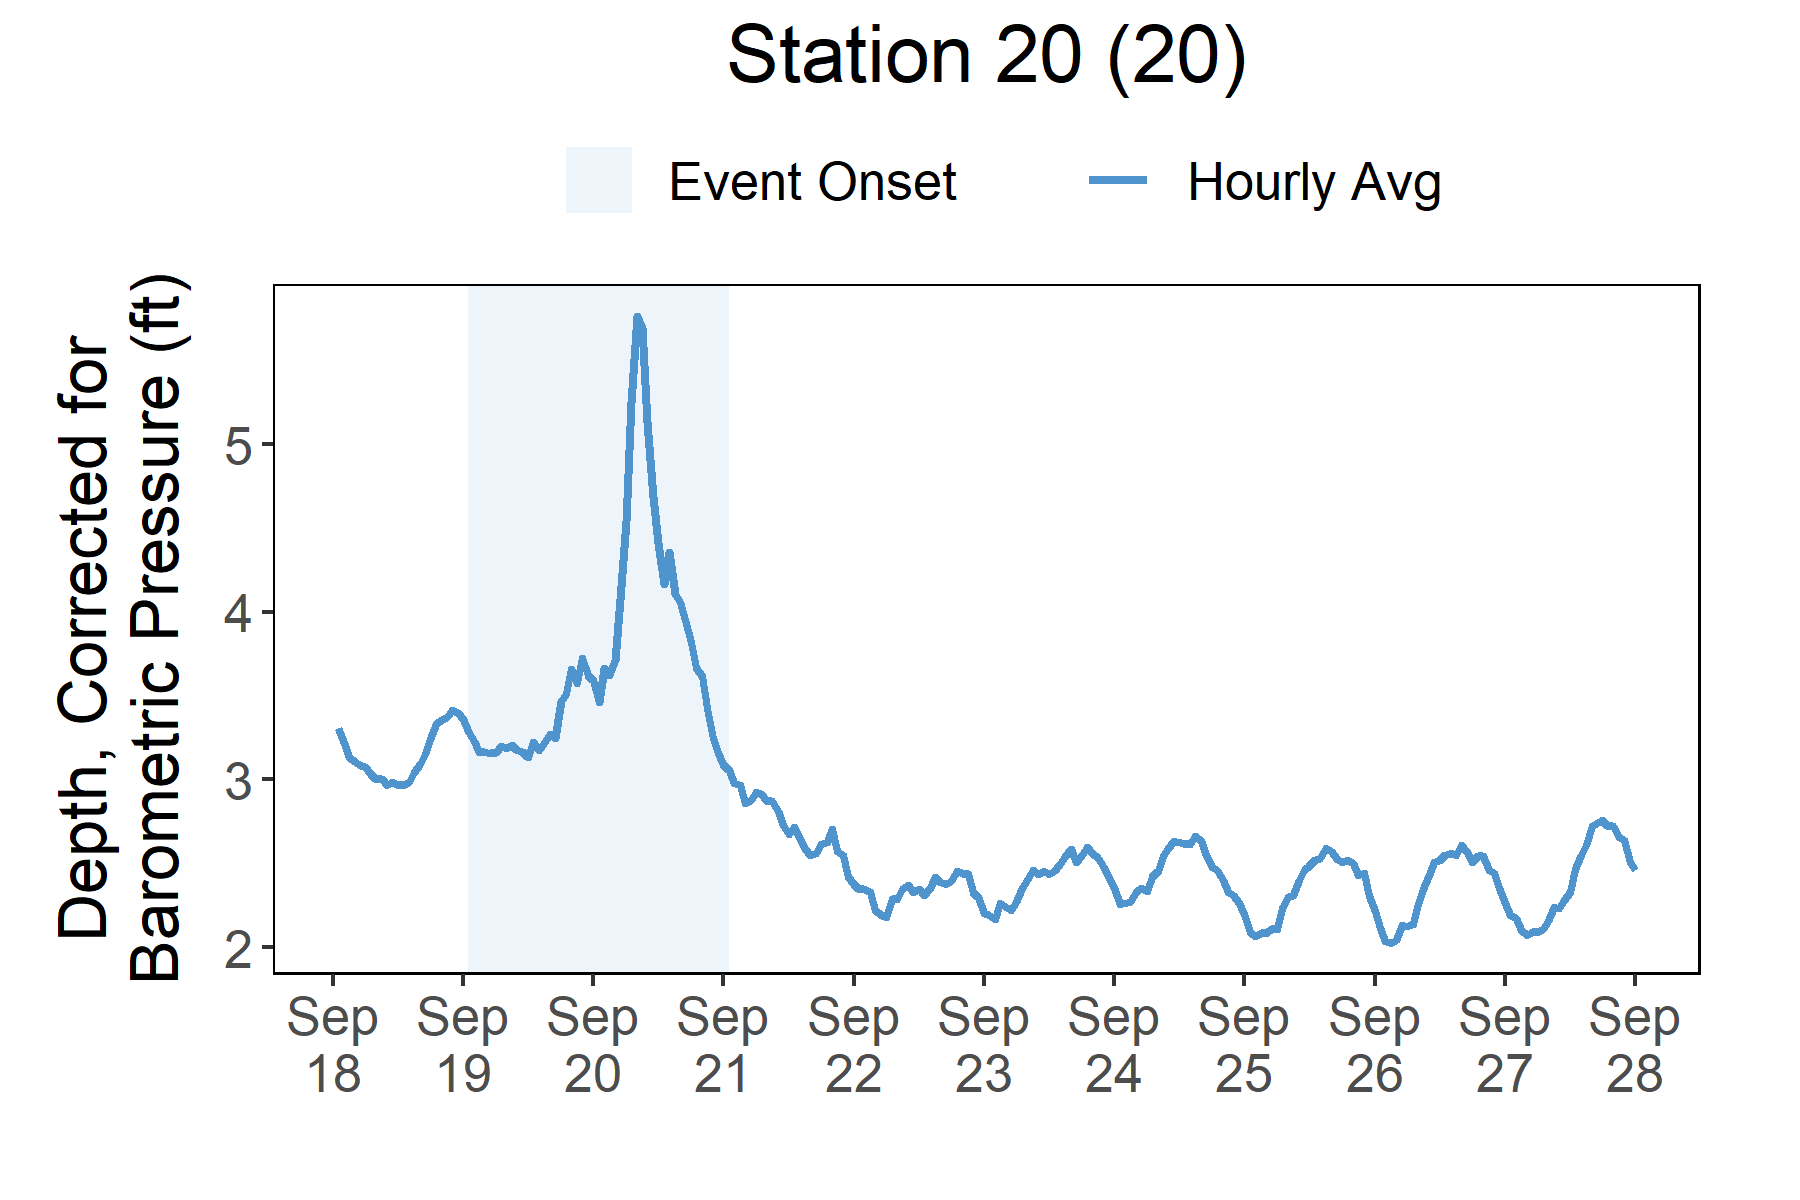 Station 20 (20)
Event Onset
Hourly Avg
Depth, Corrected for
Barometric Pressure (ft)
5
4
3
2
Sep 18
Sep 19
Sep 20
Sep 21
Sep 22
Sep 23
Sep 24
Sep 25
Sep 26
Sep 27
Sep 28